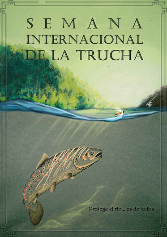 SEMANA
INTERNACIONAL
DE LA TRUCHA